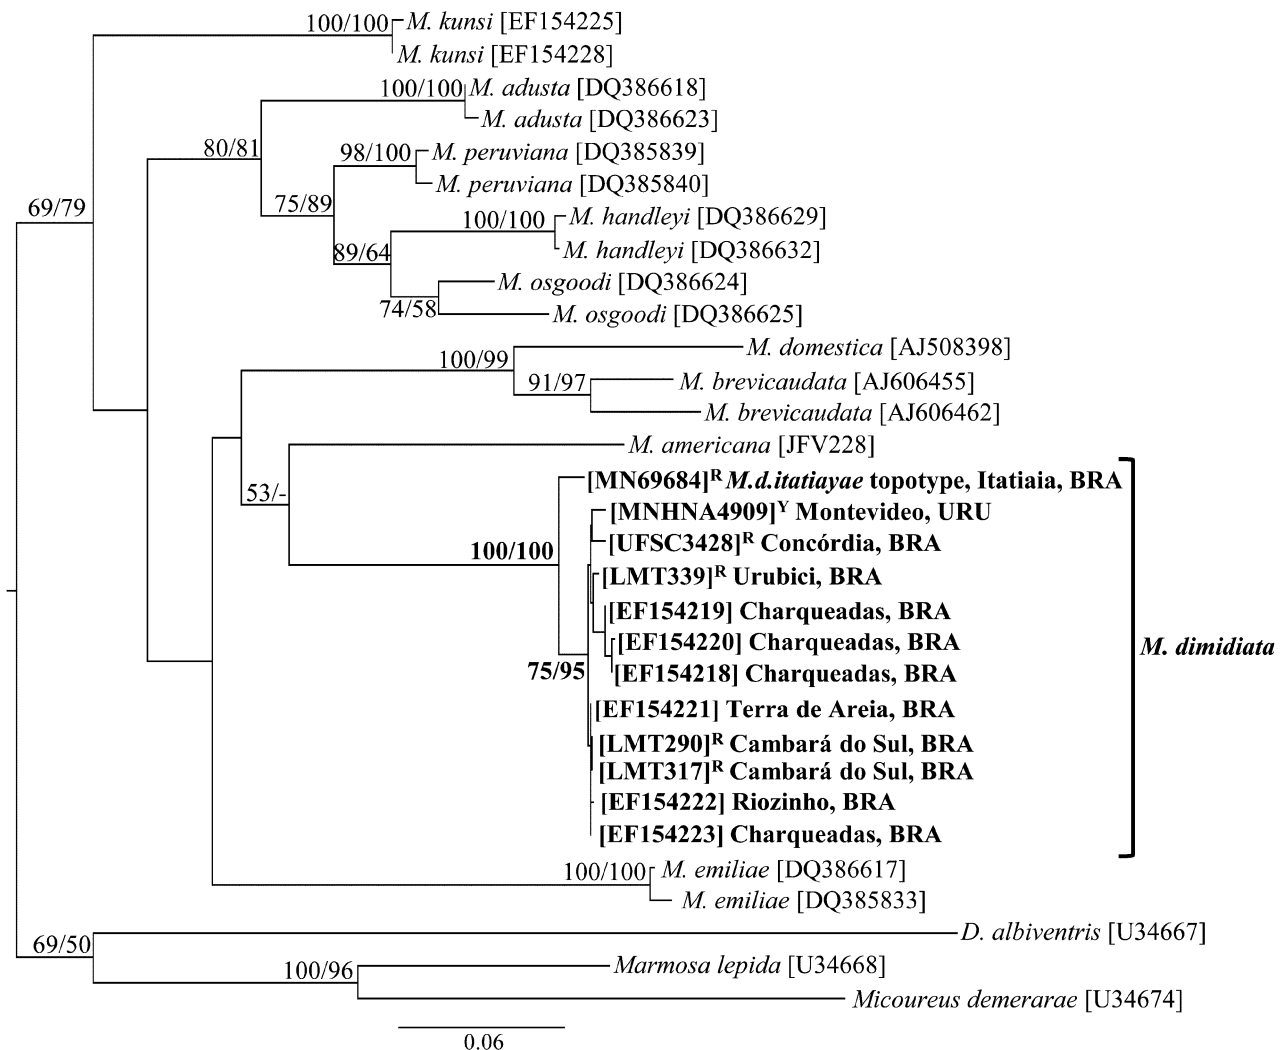 100/100 M. kunsi [EF154225]
M. kunsi [EF154228]
100/100 M. adusta [DQ386618]
M. adusta [DQ386623]
80/81
98/100 M. peruviana [DQ385839]
M. peruviana [DQ385840]
69/79
75/89
100/100 M. handleyi [DQ386629]
89/64 M. handleyi [DQ386632]
M. osgoodi [DQ386624]
74/58
M. osgoodi [DQ386625]
M. domestica [AJ508398]
100/99
91/97 M. brevicaudata [AJ606455]
M. brevicaudata [AJ606462]
M. americana [JFV228]
53/-
[MN69684]ᴿ M.d.itatiayae topotype, Itatiaia, BRA
[MNHNA4909]ʸ Montevideo, URU
100/100 [UFSC3428]ᴿ Concórdia, BRA
[LMT339]ᴿ Urubici, BRA
[EF154219] Charqueadas, BRA
[EF154220] Charqueadas, BRA
M. dimidiata
75/95 [EF154218] Charqueadas, BRA
[EF154221] Terra de Areia, BRA
[LMT290]ᴿ Cambará do Sul, BRA
[LMT317]ᴿ Cambará do Sul, BRA
[EF154222] Riozinho, BRA
[EF154223] Charqueadas, BRA
100/100 M. emiliae [DQ386617]
M. emiliae [DQ385833]
D. albiventris [U34667]
69/50
100/96 Marmosa lepida [U34668]
Micoureus demerarae [U34674]
0.06